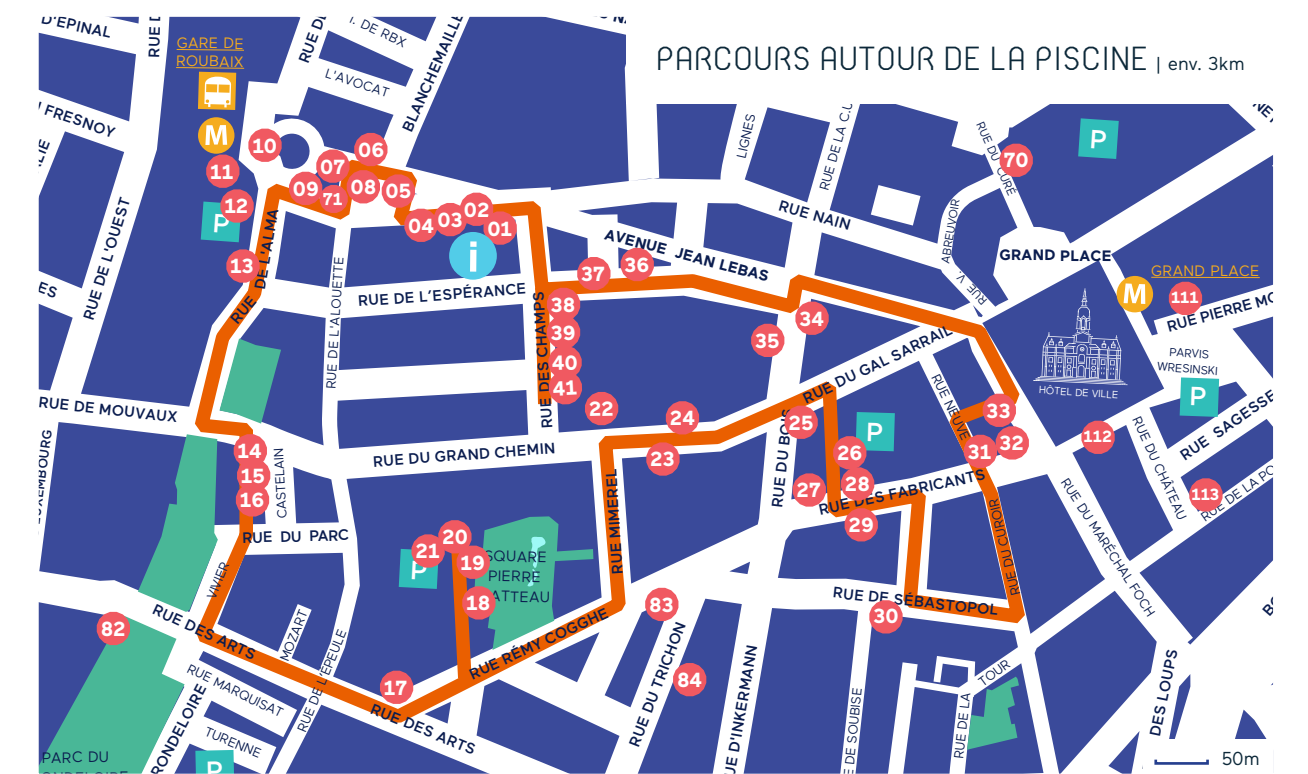 PARCOURS AUTOUR DE LA PISCINE | env. 3km
D'EPINAL
GARE DE
ROUBAIX
M
L'AVOCAT
BLANCHEMAILLE
FRESNOY
RUE DE L'OUEST
10
11
12
P
13
09
07
71
08
06
05
04
03
02
01
i
RUE DE L'ALMA
RUE DE L'ALOUETTE
RUE DE L'ESPÉRANCE
RUE DES CHAMPS
AVENUE JEAN LEBAS
37
36
38
39
40
41
22
24
23
35
34
LIGNES
RUE NAIN
RUE DU CURÉ
70
P
ABREUVOIR
GRAND PLACE
GRAND PLACE
M
111
RUE PIERRE MO
PARVIS
WRESINSKI
P
HÔTEL DE VILLE
RUE DU GAL SARRAIL
RUE NEUVE
33
32
31
112
RUE DU CHÂTEAU
RUE SAGESSE
113
RUE DE LA PO
25
P
26
27
28
29
RUE DU BOIS
RUE DES FABRICANTS
RUE DU CUROIR
RUE DU MARÉCHAL FOCH
RUE DE SÉBASTOPOL
30
RUE DE MOUVAUX
14
15
16
CASTELAIN
RUE DU GRAND CHEMIN
RUE DU PARC
VIVIER
RUE MIMEREL
20
21
P
19
18
SQUARE
PIERRE
ATTEAU
RUE RÉMY COGGHE
82
RUE DES ARTS
MOZART
RUE DE L'ÉPEULE
17
RUE DES ARTS
RUE MARQUISAT
TURENNE
P
RONDELOIRE
PARC DU
83
84
RUE DU TRICHON
RUE D'INKERMANN
DE SOUBISE
RUE DE LA TOUR
DES LOUPS
50m